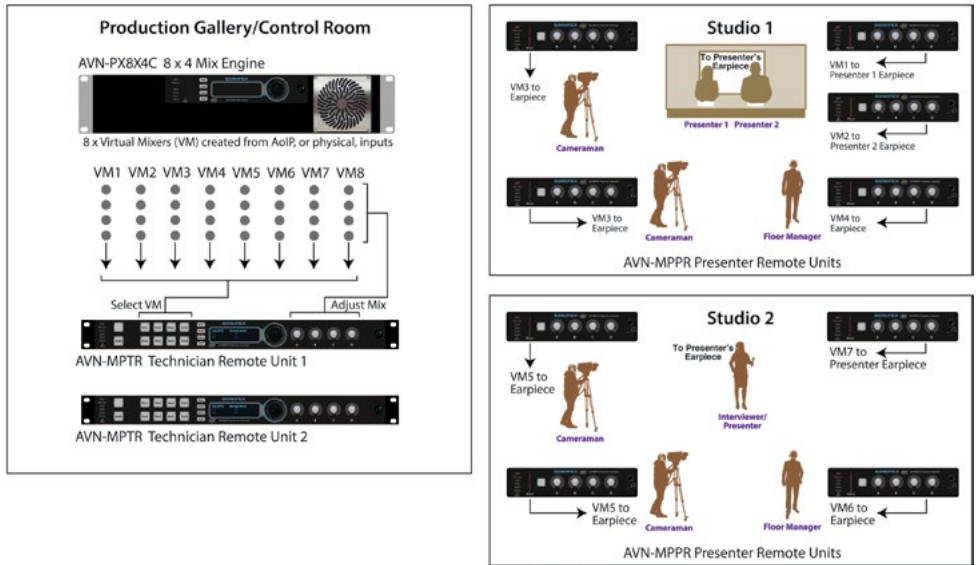 Production Gallery/Control Room
AVN-PX8X4C 8 x 4 Mix Engine
SONIFEX
8 x Virtual Mixers (VM) created from AoIP, or physical, inputs
VM1 VM2 VM3 VM4 VM5 VM6 VM7 VM8
Select VM
Adjust Mix
AVN-MPTR Technician Remote Unit 1
AVN-MPTR Technician Remote Unit 2
Studio 1
VM3 to
Earpiece
Cameraman
To Presenter's
Earpiece
Presenter 1 Presenter 2
VM1 to
Presenter 1 Earpiece
VM2 to
Presenter 2 Earpiece
VM3 to
Earpiece
Cameraman
Floor Manager
VM4 to
Earpiece
AVN-MPPR Presenter Remote Units
Studio 2
VM5 to
Earpiece
Cameraman
To Presenter's
Earpiece
Interviewer/
Presenter
VM7 to
Presenter Earpiece
VM5 to
Earpiece
Cameraman
Floor Manager
VM6 to
Earpiece
AVN-MPPR Presenter Remote Units